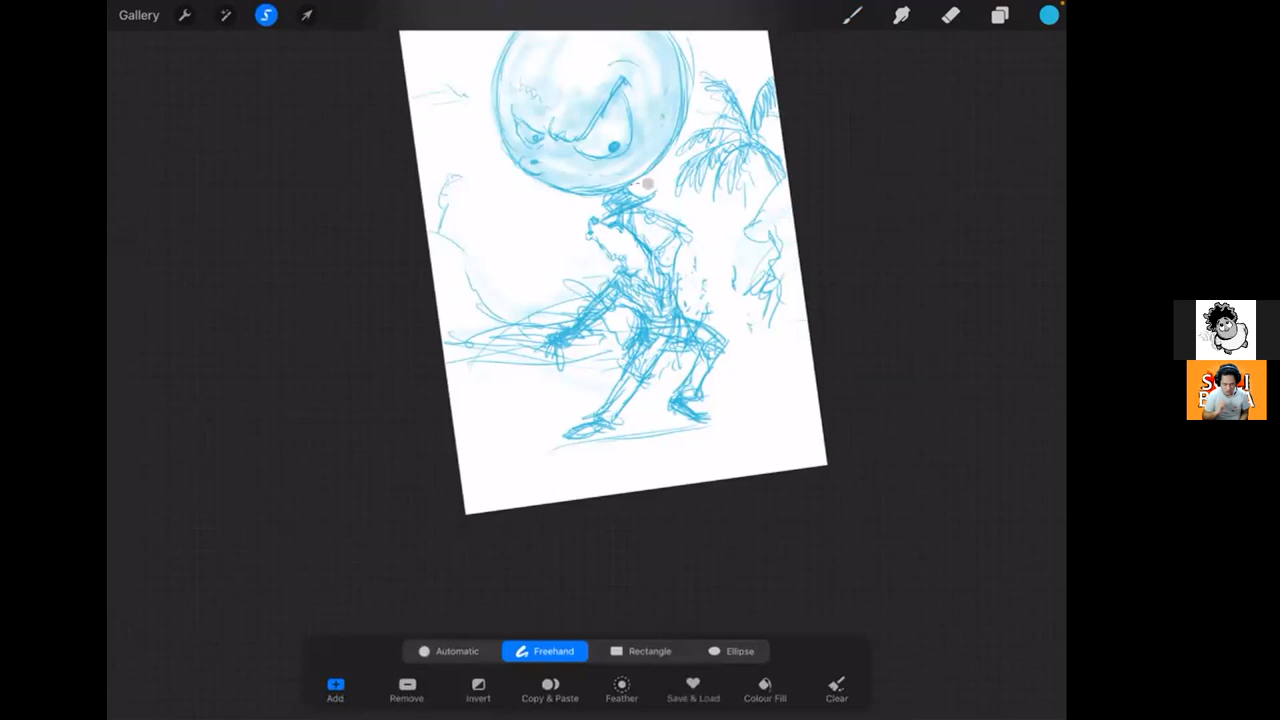 Gallery
Automatic
Freehand
Rectangle
Ellipse
Add
Remove
Invert
Copy & Paste
Feather
Save & Load
Colour Fill
Clear